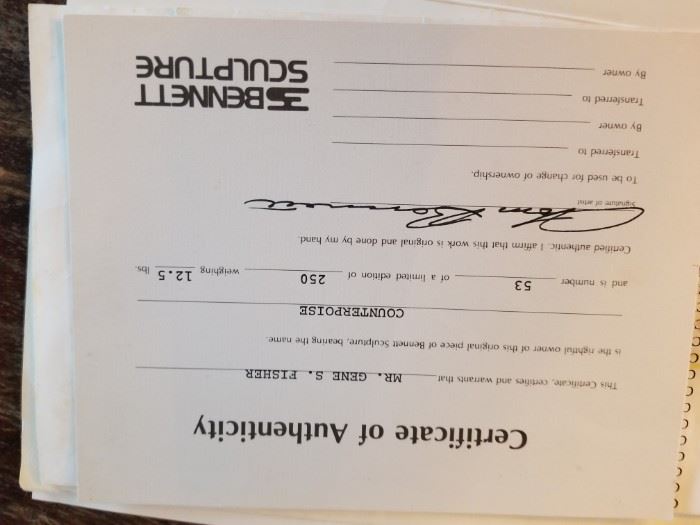 Certificate of Authenticity
This Certificate, certifies and warrants that MR. GENE S. FISHER
is the rightful owner of this original piece of Bennett Sculpture, bearing the name.
COUNTERPOISE
and is number 53 of a limited edition of 250 weighing 12.5 lbs.
Certified authentic. I affirm that this work is original and done by my hand.
Tom Bennett
Signature of artist
To be used for change of ownership.
Transferred to
By owner
Transferred to
By owner
BENNETT
SCULPTURE